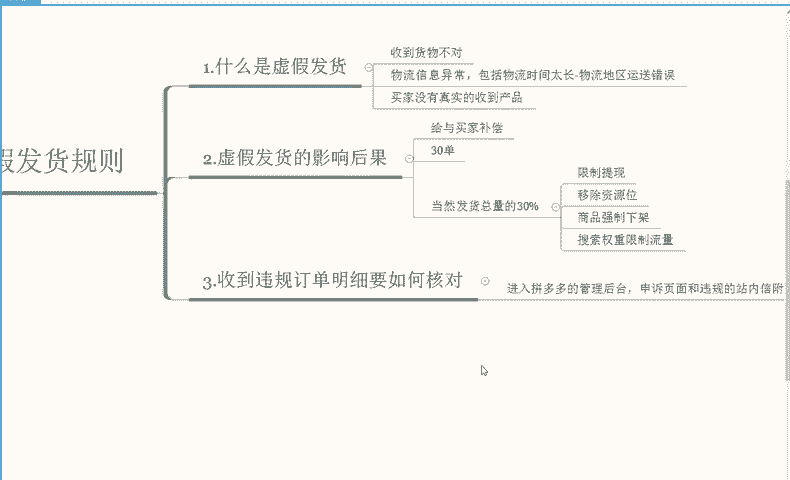 假发货规则
1.什么是虚假发货
收到货物不对
物流信息异常，包括物流时间太长-物流地区运送错误
买家没有真实的收到产品
2.虚假发货的影响后果
给与买家补偿
30单
当然发货总量的30%
限制提现
移除资源位
商品强制下架
搜索权重限制流量
3.收到违规订单明细要如何核对
进入拼多多的管理后台，申诉页面和违规的站内信附